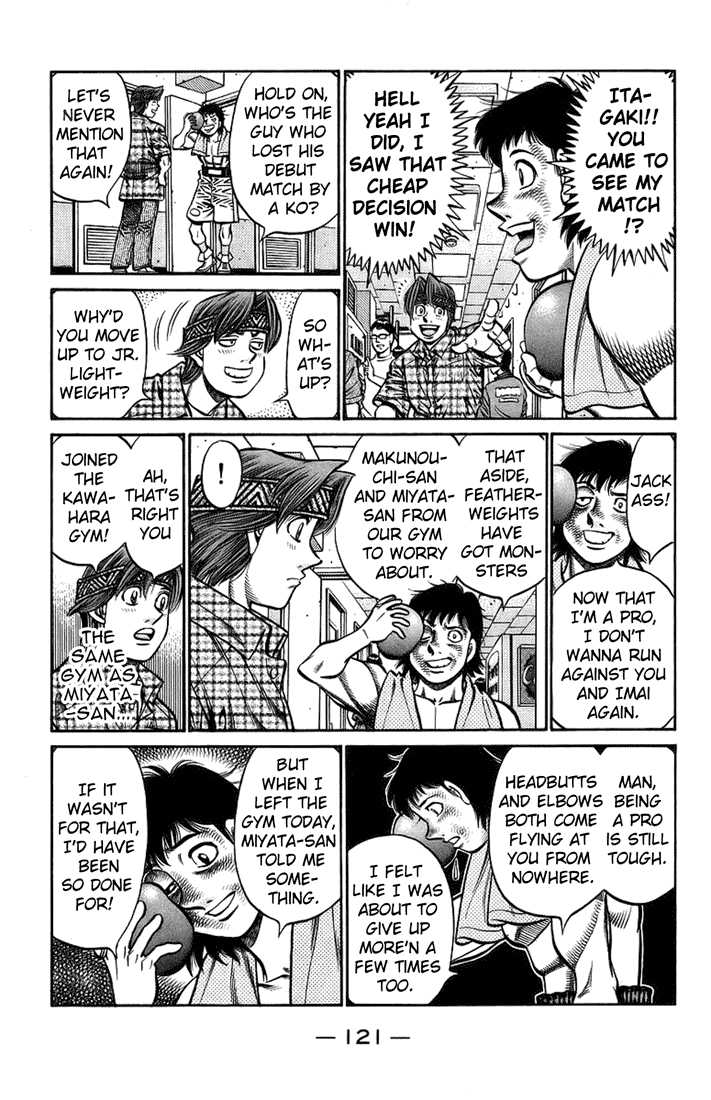 ITA-
GAKI!!
YOU
CAME TO
SEE MY
MATCH
!?
HELL
YEAH I
DID, I
SAW THAT
CHEAP
DECISION
WIN!
HOLD ON,
WHO'S THE
GUY WHO
LOST HIS
DEBUT
MATCH BY
A KO?
LET'S
NEVER
MENTION
THAT
AGAIN!
SO
WH-
AT'S
UP?
WHY'D
YOU MOVE
UP TO JR.
LIGHT-
WEIGHT?
JACK
ASS!
NOW THAT
I'M A PRO,
I DON'T
WANNA RUN
AGAINST YOU
AND IMAI
AGAIN.
THAT
ASIDE,
FEATHER-
WEIGHTS
HAVE
GOT MON-
STERS
MAKUNOU-
CHI-SAN
AND MIYATA-
SAN FROM
OUR GYM
TO WORRY
ABOUT.
!
AH,
THAT'S
RIGHT
YOU
JOINED
THE
KAWA-
HARA
GYM!
THE
SAME
GYM AS
MIYATA-
-SAN...
MAN,
BEING
A PRO
IS STILL
TOUGH.
HEADBUTTS
AND ELBOWS
BOTH COME
FLYING AT
YOU FROM
NOWHERE.
I FELT
LIKE I WAS
ABOUT TO
GIVE UP
MORE'N A
FEW TIMES
TOO.
BUT
WHEN I
LEFT THE
GYM TODAY,
MIYATA-SAN
TOLD ME
SOME-
THING.
IF IT
WASN'T
FOR THAT,
I'D HAVE
BEEN
SO DONE
FOR!
— 121 —